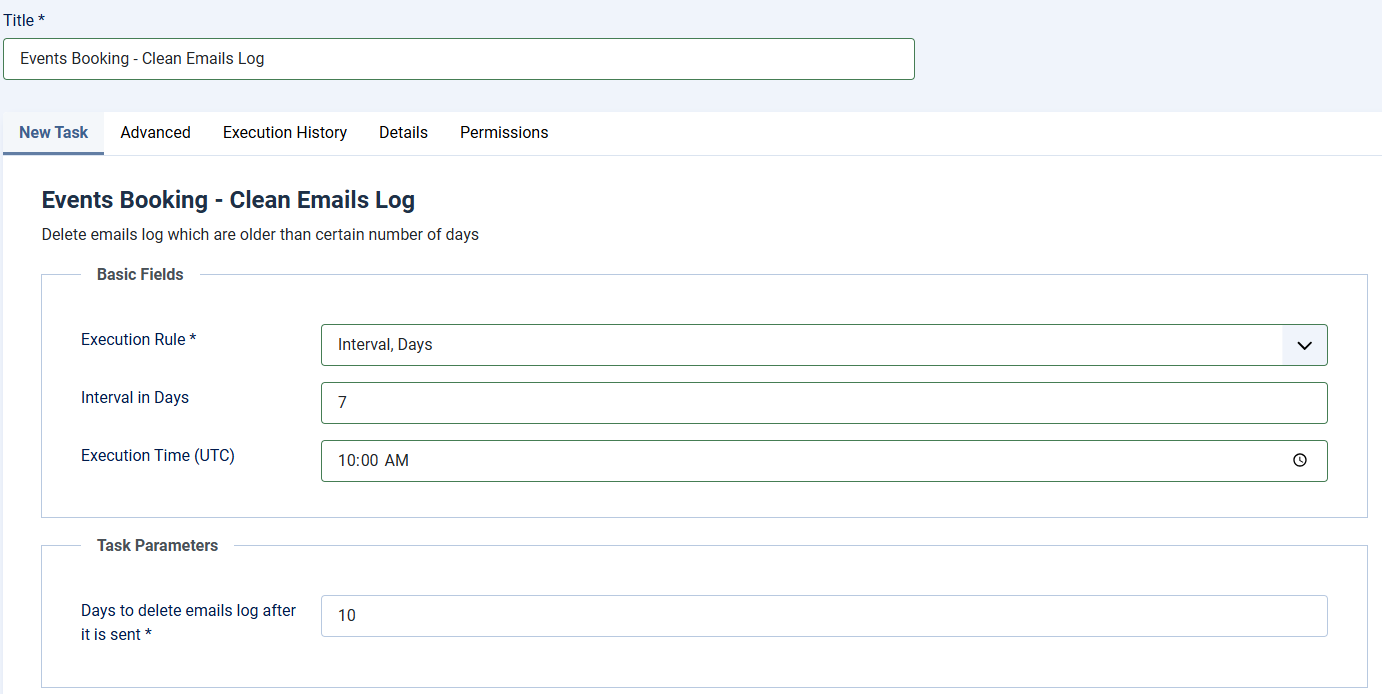 Title *
Events Booking - Clean Emails Log
New Task Advanced Execution History Details Permissions
Events Booking - Clean Emails Log
Delete emails log which are older than certain number of days
Basic Fields
Execution Rule * Interval, Days
Interval in Days 7
Execution Time (UTC) 10:00 AM
Task Parameters
Days to delete emails log after 10
it is sent *